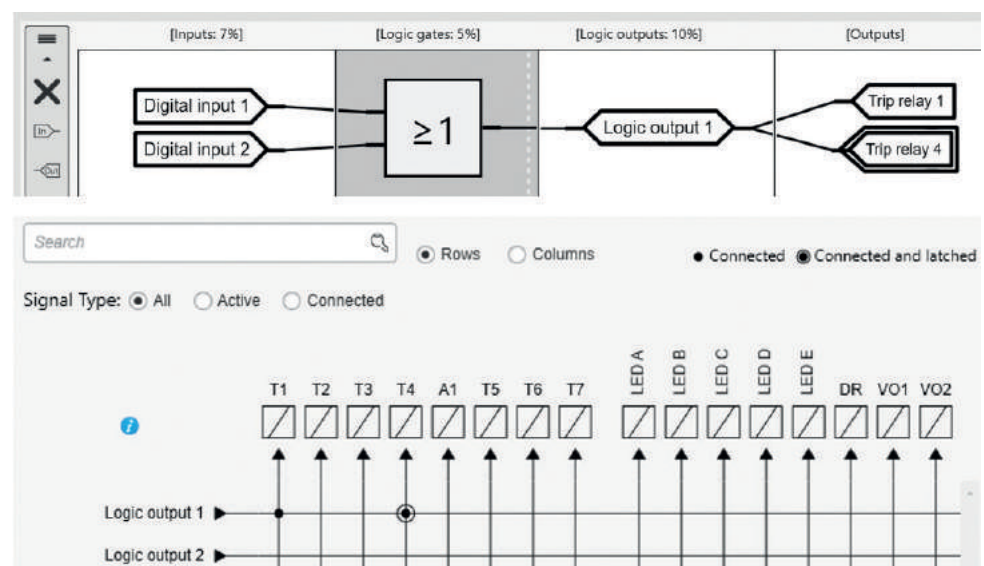 [Inputs: 7%] [Logic gates: 5%] [Logic outputs: 10%] [Outputs]
Digital input 1
Digital input 2
≥1
Logic output 1
Trip relay 1
Trip relay 4
In
Out
Search
Rows Columns
Connected Connected and latched
Signal Type: All Active Connected
T1 T2 T3 T4 A1 T5 T6 T7 LED A LED B LED C LED D LED E DR VO1 VO2
i
Logic output 1
Logic output 2